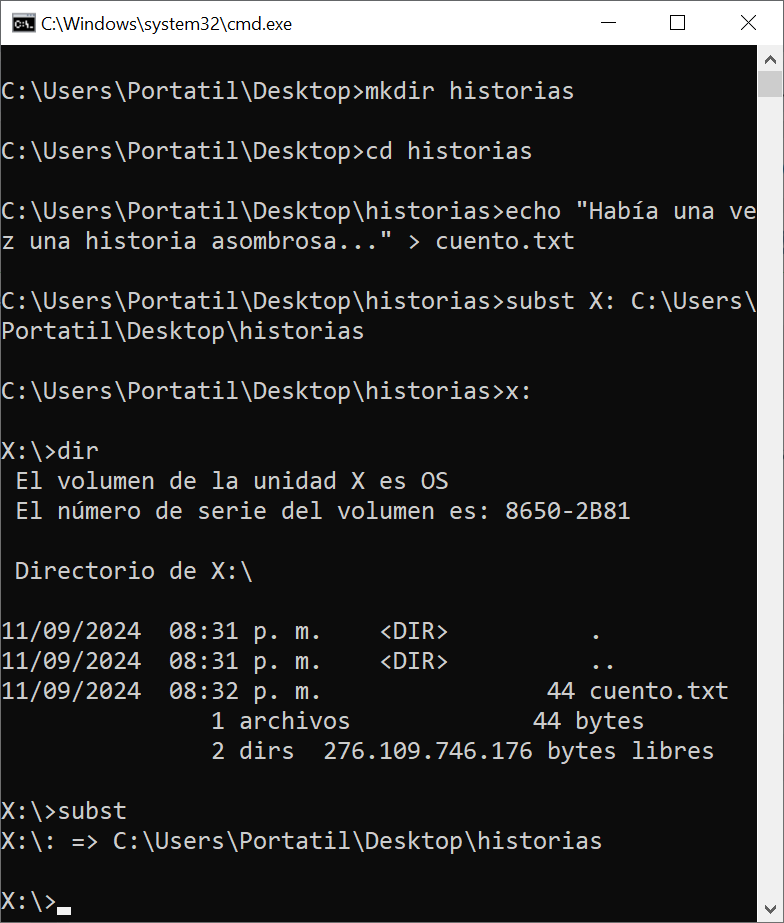 C:\Windows\system32\cmd.exe
C:\Users\Portatil\Desktop>mkdir historias
C:\Users\Portatil\Desktop>cd historias
C:\Users\Portatil\Desktop\historias>echo "Había una ve
z una historia asombrosa..." > cuento.txt
C:\Users\Portatil\Desktop\historias>subst X: C:\Users\
Portatil\Desktop\historias
C:\Users\Portatil\Desktop\historias>x:
X:\>dir
 El volumen de la unidad X es OS
 El número de serie del volumen es: 8650-2B81
 Directorio de X:\
11/09/2024  08:31 p. m.    <DIR>          .
11/09/2024  08:31 p. m.    <DIR>          ..
11/09/2024  08:32 p. m.                44 cuento.txt
               1 archivos             44 bytes
               2 dirs  276.109.746.176 bytes libres
X:\>subst
X:\: => C:\Users\Portatil\Desktop\historias
X:\>